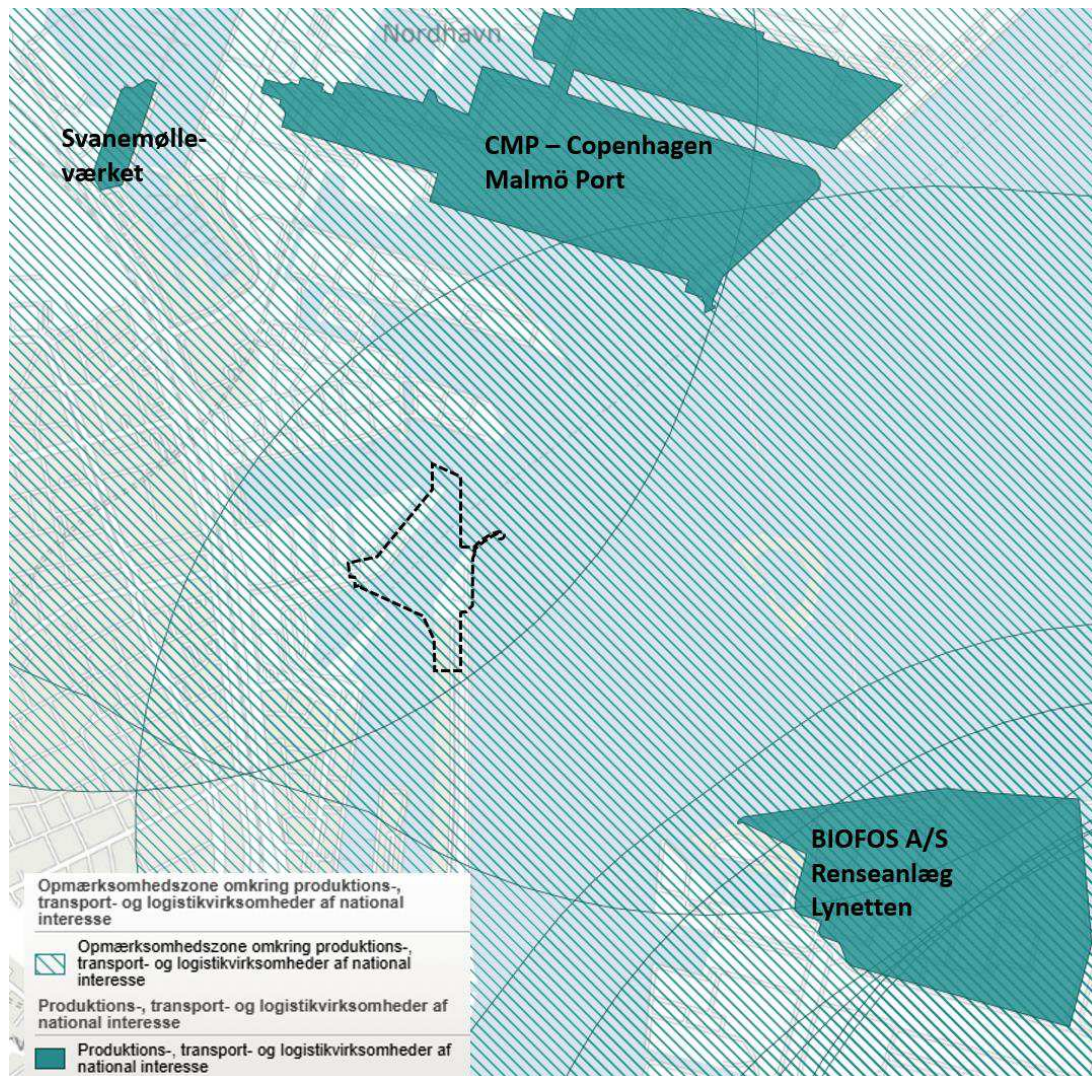 Nordhavn
Svanemølle-
værket
CMP – Copenhagen
Malmö Port
BIOFOS A/S
Renseanlæg
Lynetten
Opmærksomhedszone omkring produktions-,
transport- og logistikvirksomheder af national
interesse
Opmærksomhedszone omkring produktions-,
transport- og logistikvirksomheder af national
interesse
Produktions-, transport- og logistikvirksomheder af
national interesse
Produktions-, transport- og logistikvirksomheder af
national interesse